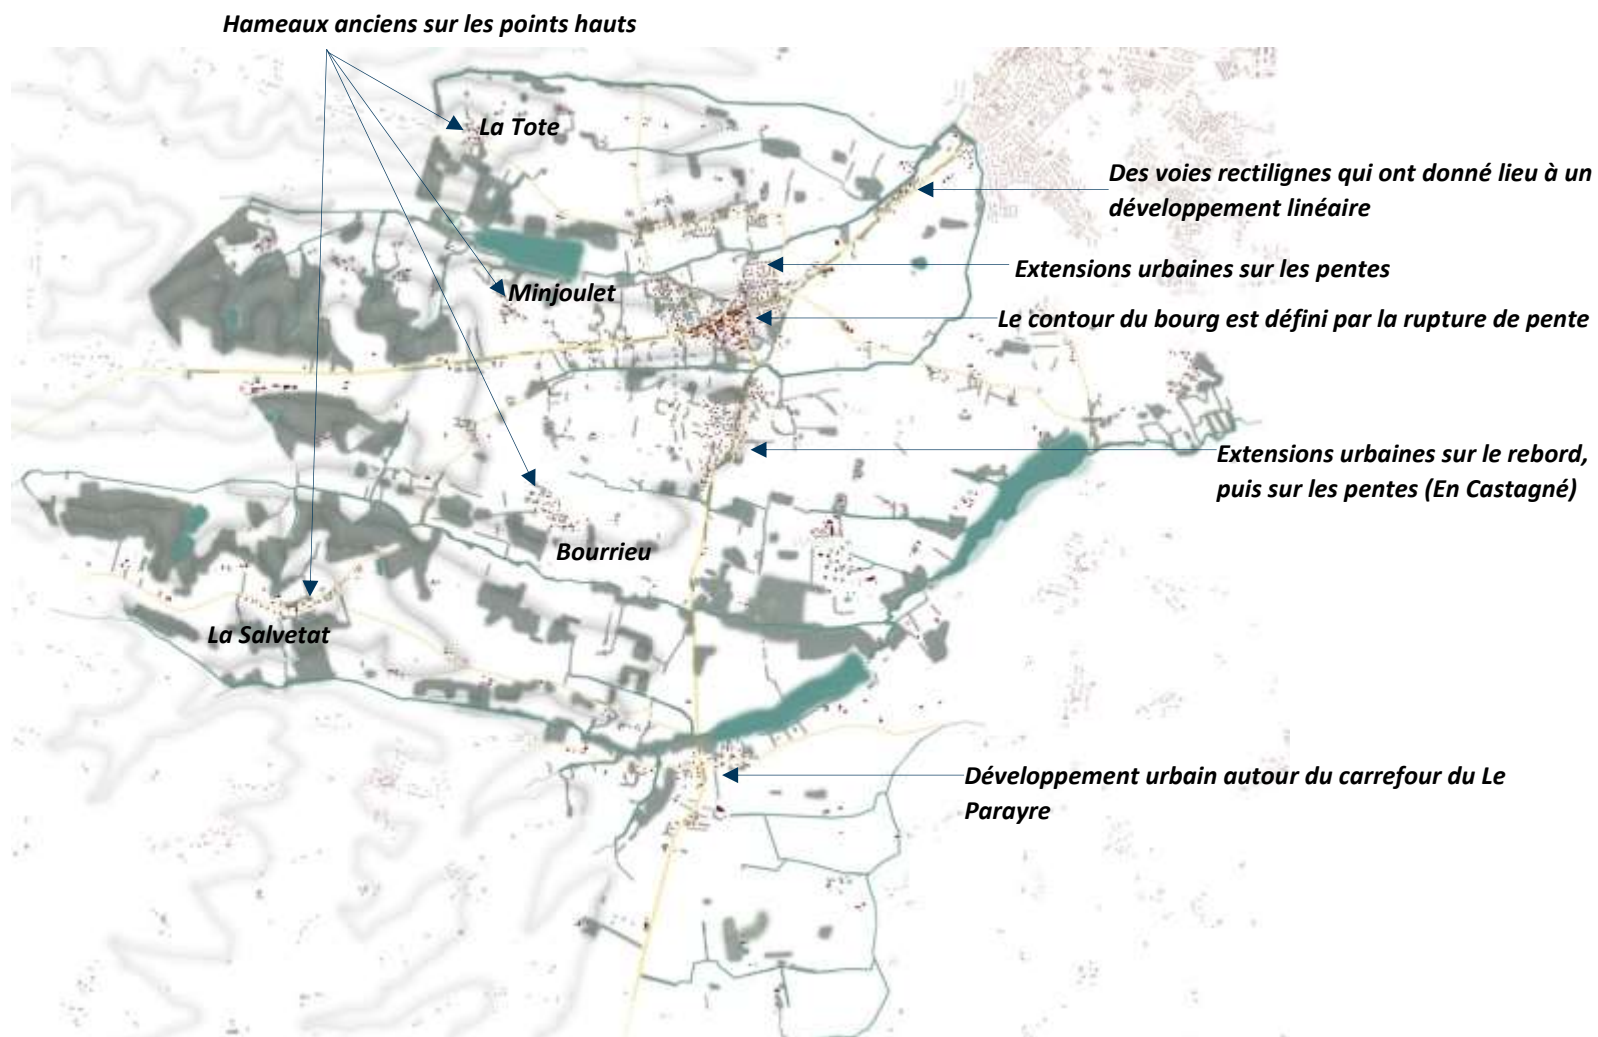 Hameaux anciens sur les points hauts
La Tote
Des voies rectilignes qui ont donné lieu à un
développement linéaire
Extensions urbaines sur les pentes
Minjoulet
Le contour du bourg est défini par la rupture de pente
Extensions urbaines sur le rebord,
puis sur les pentes (En Castagné)
Bourrieu
La Salvetat
Développement urbain autour du carrefour du Le
Parayre